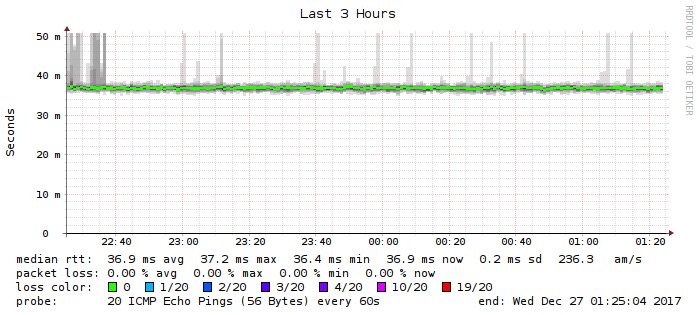 Last 3 Hours
RRDTOOL / TOBI OETIKER
Seconds
50 m
40 m
30 m
20 m
10 m
0
22:40 23:00 23:20 23:40 00:00 00:20 00:40 01:00 01:20
median rtt: 36.9 ms avg 37.2 ms max 36.4 ms min 36.9 ms now 0.2 ms sd 236.3 am/s
packet loss: 0.00 % avg 0.00 % max 0.00 % min 0.00 % now
loss color: 0 1/20 2/20 3/20 4/20 10/20 19/20
probe: 20 ICMP Echo Pings (56 Bytes) every 60s end: Wed Dec 27 01:25:04 2017